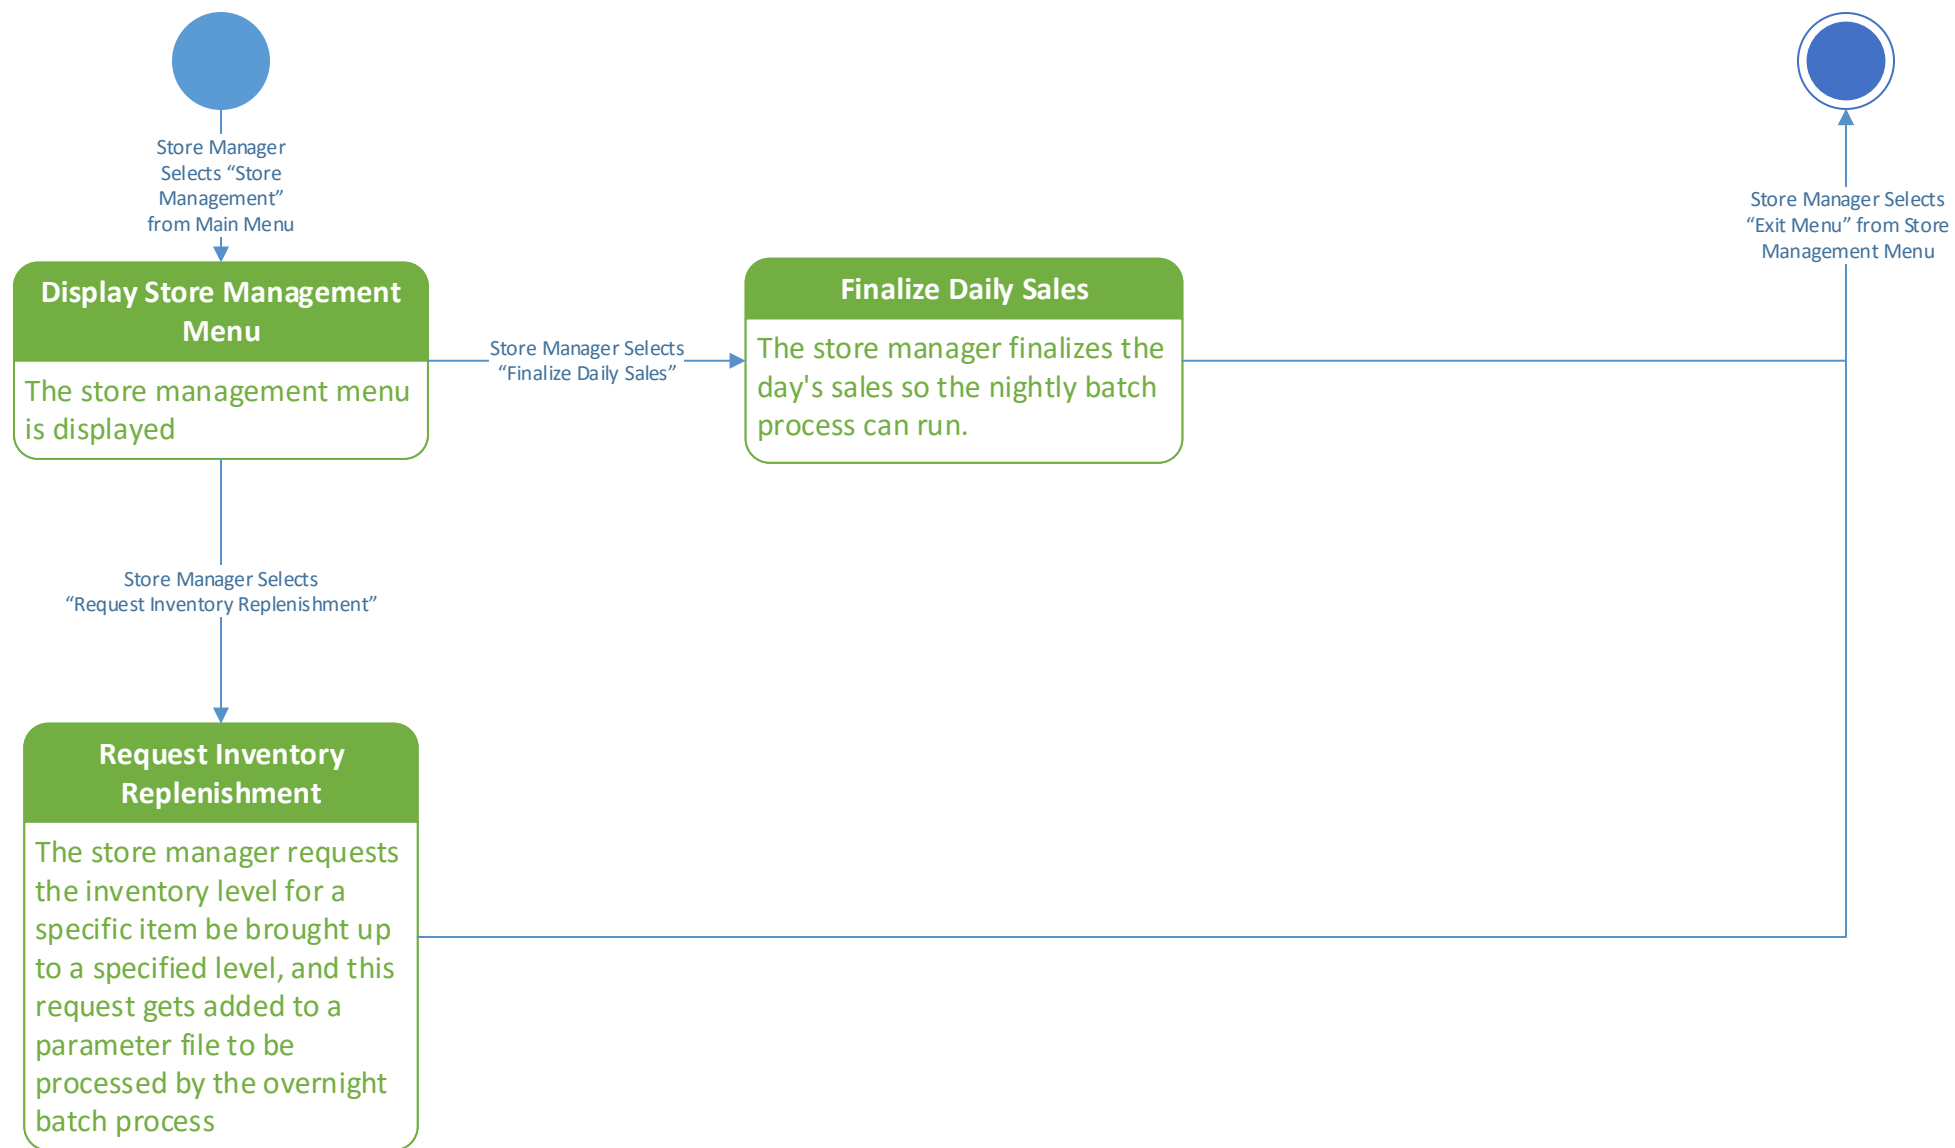 Store Manager
Selects “Store
Management”
from Main Menu
Store Manager Selects
“Exit Menu” from Store
Management Menu
Display Store Management
Menu
The store management menu
is displayed
Store Manager Selects
“Finalize Daily Sales”
Finalize Daily Sales
The store manager finalizes the
day's sales so the nightly batch
process can run.
Store Manager Selects
“Request Inventory Replenishment”
Request Inventory
Replenishment
The store manager requests
the inventory level for a
specific item be brought up
to a specified level, and this
request gets added to a
parameter file to be
processed by the overnight
batch process